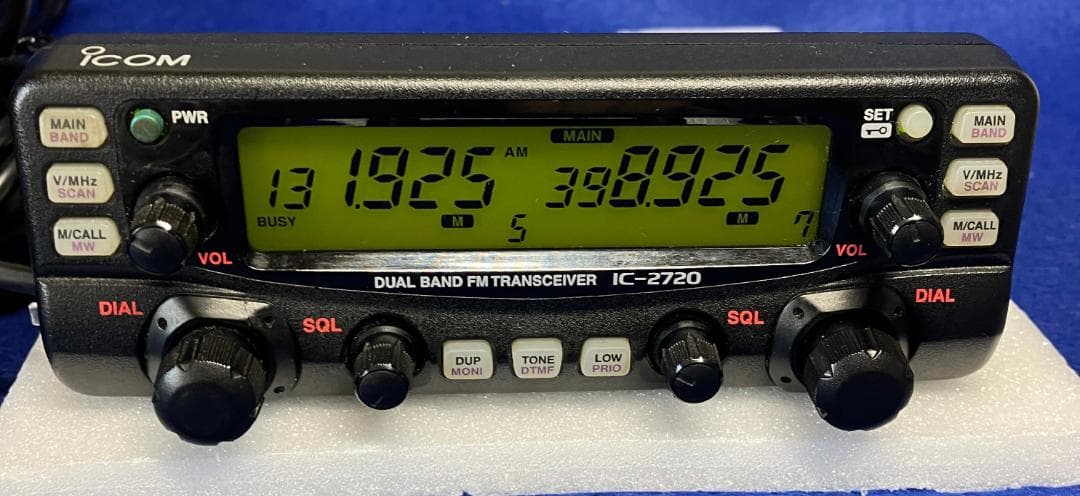 ICOM
MAIN
BAND
PWR
V/MHz
SCAN
M/CALL
MW
VOL
MAIN
131.925 AM
398.925
BUSY
M
5
M
7
SET
MAIN
BAND
V/MHz
SCAN
M/CALL
MW
VOL
DUAL BAND FM TRANSCEIVER IC-2720
DIAL
SQL
DUP
MONI
TONE
DTMF
LOW
PRIO
SQL
DIAL